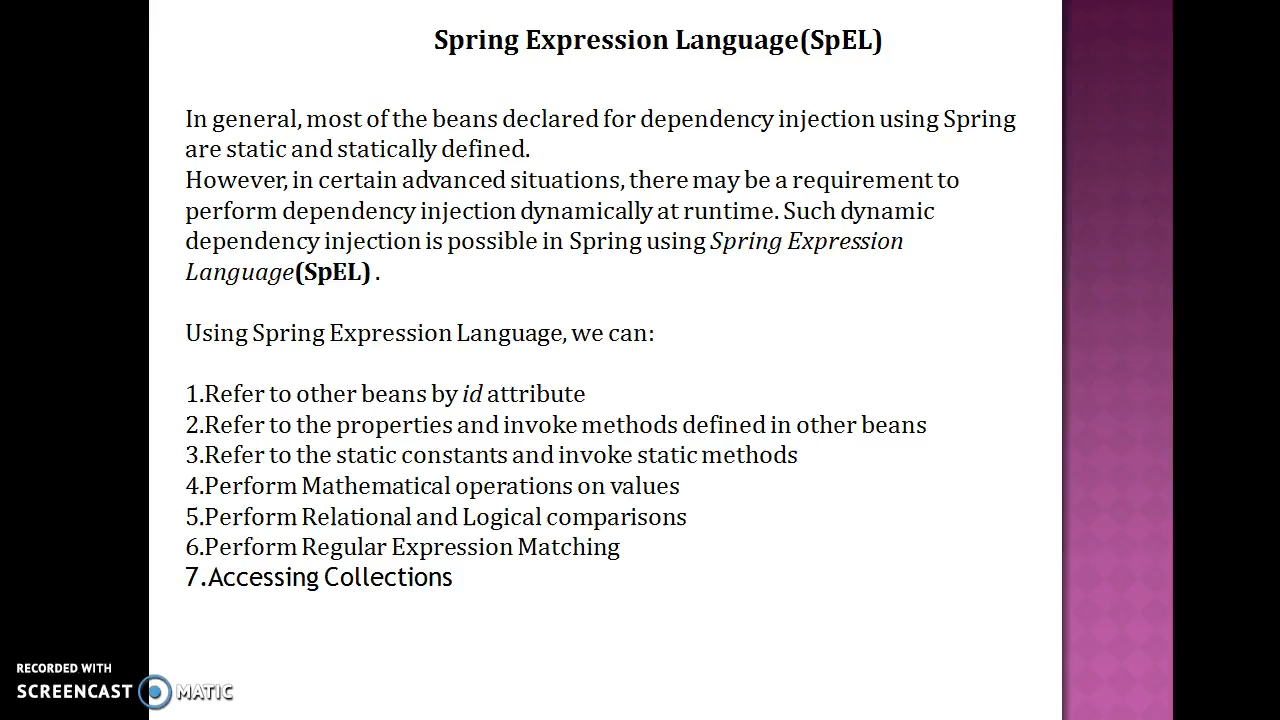 Spring Expression Language(SpEL)
In general, most of the beans declared for dependency injection using Spring
are static and statically defined.
However, in certain advanced situations, there may be a requirement to
perform dependency injection dynamically at runtime. Such dynamic
dependency injection is possible in Spring using Spring Expression
Language(SpEL) .
Using Spring Expression Language, we can:
1.Refer to other beans by id attribute
2.Refer to the properties and invoke methods defined in other beans
3.Refer to the static constants and invoke static methods
4.Perform Mathematical operations on values
5.Perform Relational and Logical comparisons
6.Perform Regular Expression Matching
7.Accessing Collections
RECORDED WITH
SCREENCAST MATIC